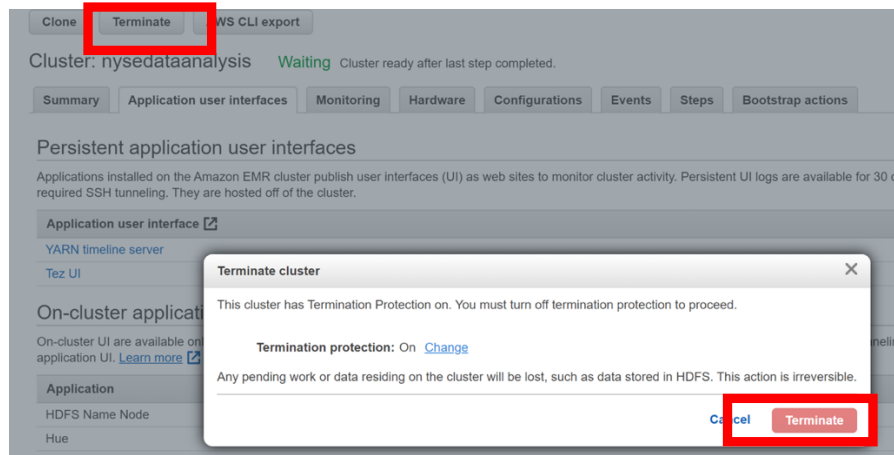 Clone Terminate WS CLI export
Cluster: nysedataanalysis Waiting Cluster ready after last step completed.
Summary Application user interfaces Monitoring Hardware Configurations Events Steps Bootstrap actions
Persistent application user interfaces
Applications installed on the Amazon EMR cluster publish user interfaces (UI) as web sites to monitor cluster activity. Persistent UI logs are available for 30
required SSH tunneling. They are hosted off of the cluster.
Application user interface
YARN timeline server
Tez UI
Terminate cluster
This cluster has Termination Protection on. You must turn off termination protection to proceed.
Termination protection: On Change
Any pending work or data residing on the cluster will be lost, such as data stored in HDFS. This action is irreversible.
Cancel Terminate
On-cluster applicati
On-cluster UI are available onl
application UI. Learn more
Application
HDFS Name Node
Hue